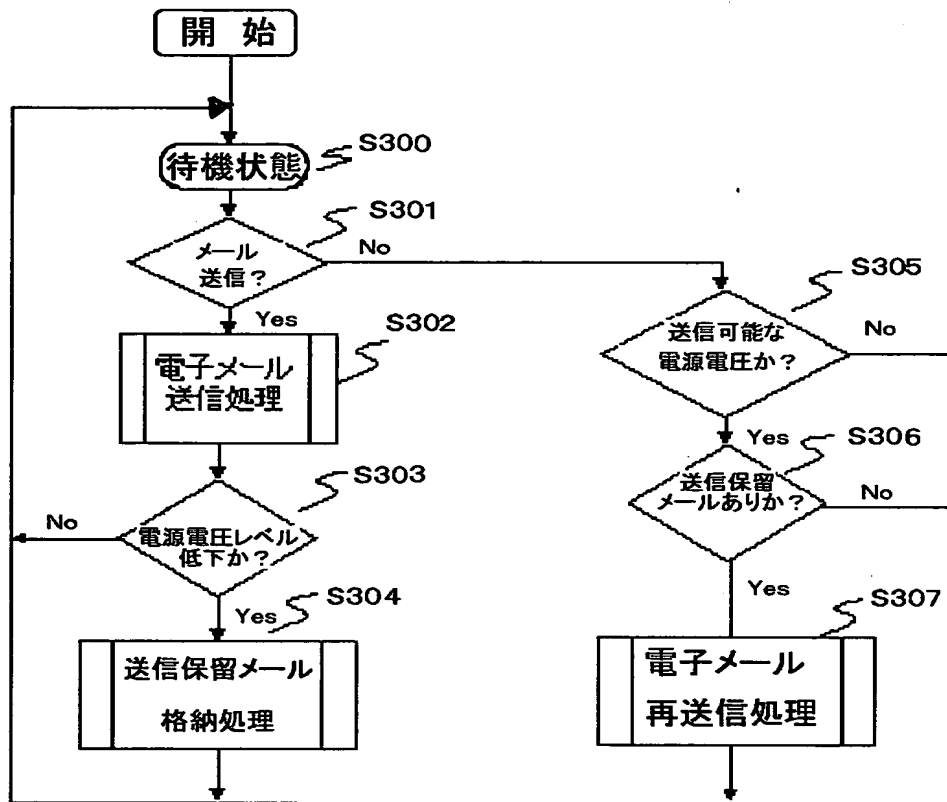 開 始
待機状態
S300
メール
送信?
S301
No
Yes
電子メール
送信処理
S302
電源電圧レベル
低下か?
S303
No
Yes
送信保留メール
格納処理
S304
送信可能な
電源電圧か?
S305
No
Yes
送信保留
メールありか?
S306
No
Yes
電子メール
再送信処理
S307